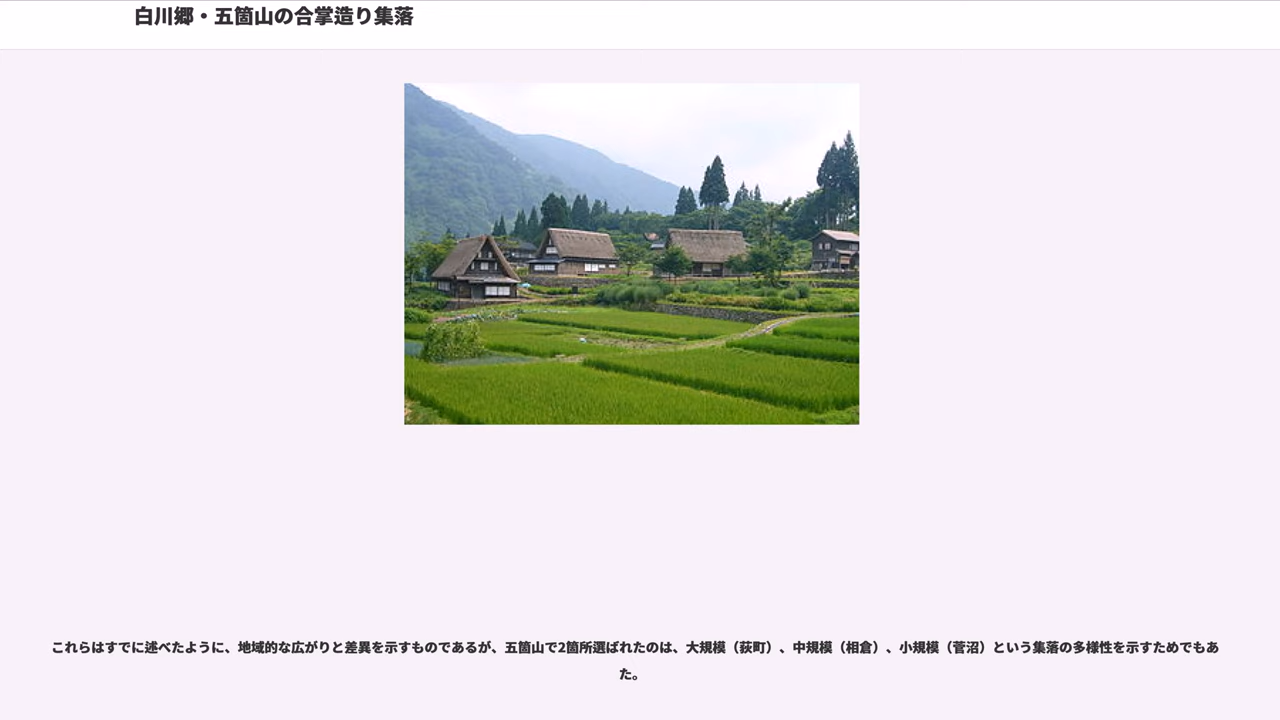 白川郷・五箇山の合掌造り集落
これらはすでに述べたように、地域的な広がりと差異を示すものであるが、五箇山で2箇所選ばれたのは、大規模（荻町）、中規模（相倉）、小規模（菅沼）という集落の多様性を示すためでもあ
た。